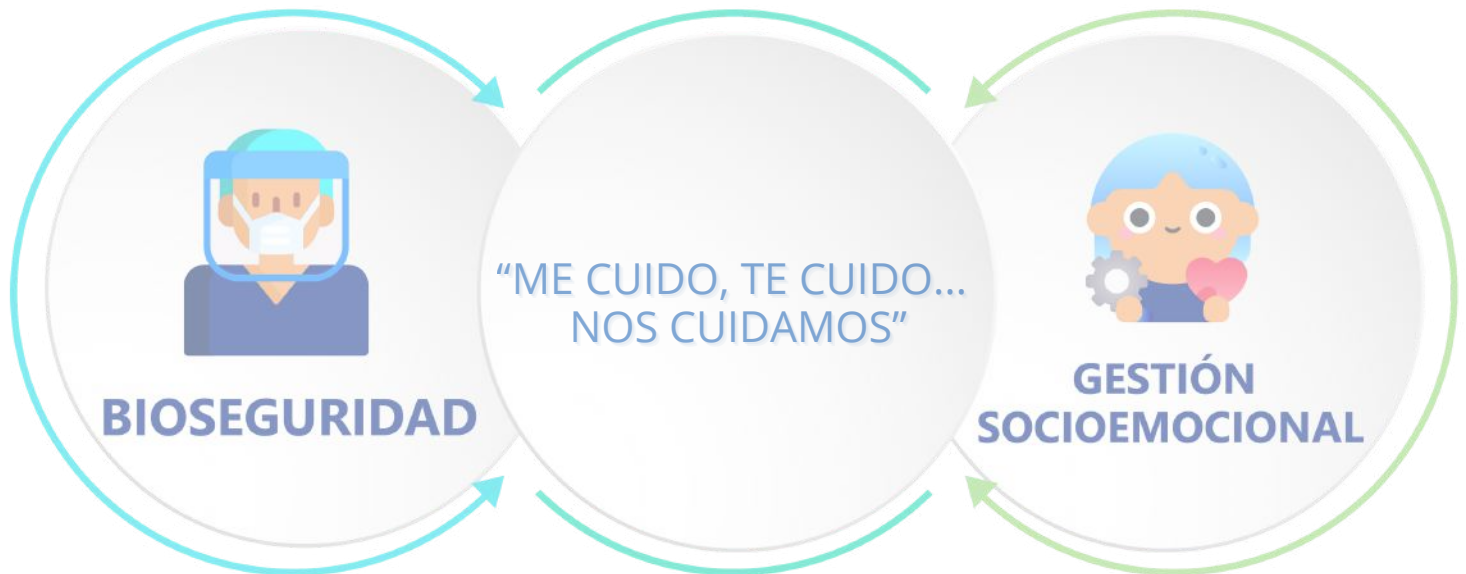 BIOSEGURIDAD
“ME CUIDO, TE CUIDO...
NOS CUIDAMOS”
GESTIÓN
SOCIOEMOCIONAL